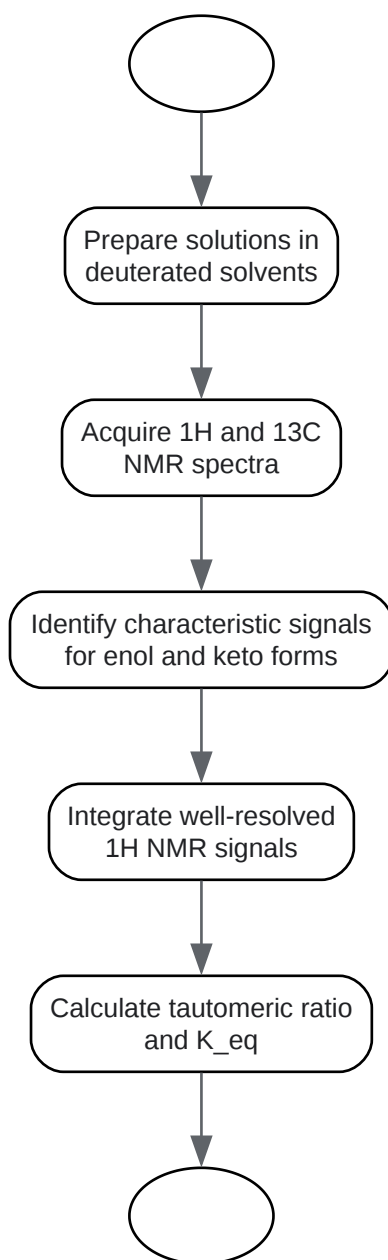 Prepare solutions in
deuterated solvents
Acquire 1H and 13C
NMR spectra
Identify characteristic signals
for enol and keto forms
Integrate well-resolved
1H NMR signals
Calculate tautomeric ratio
and K_eq